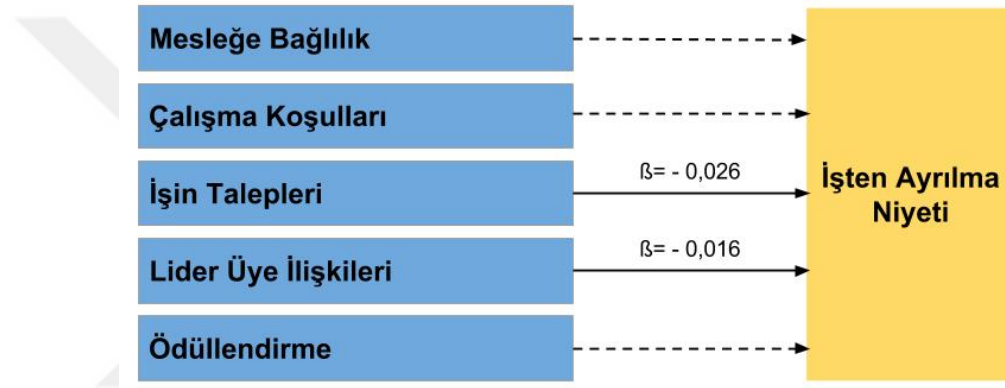 Mesleğe Bağlılık
Çalışma Koşulları
İşin Talepleri
ß= - 0,026
Lider Üye İlişkileri
ß= - 0,016
Ödüllendirme
İşten Ayrılma
Niyeti